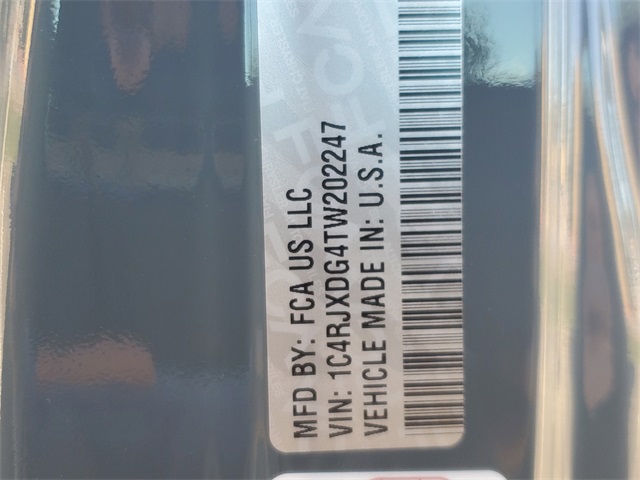 MFD BY: FCA US LLC
VIN: 1C4RJXDG4TW202247
VEHICLE MADE IN: U.S.A.